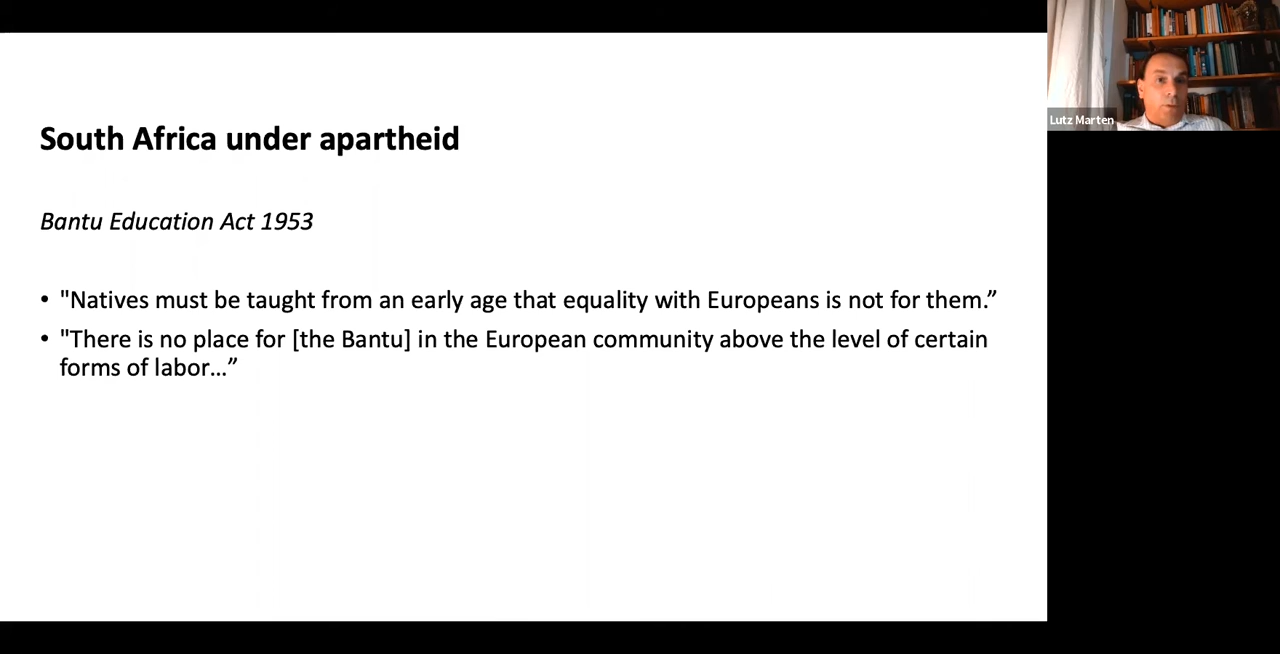 South Africa under apartheid
Bantu Education Act 1953
• "Natives must be taught from an early age that equality with Europeans is not for them.”
• "There is no place for [the Bantu] in the European community above the level of certain
forms of labor…”
Lutz Marten